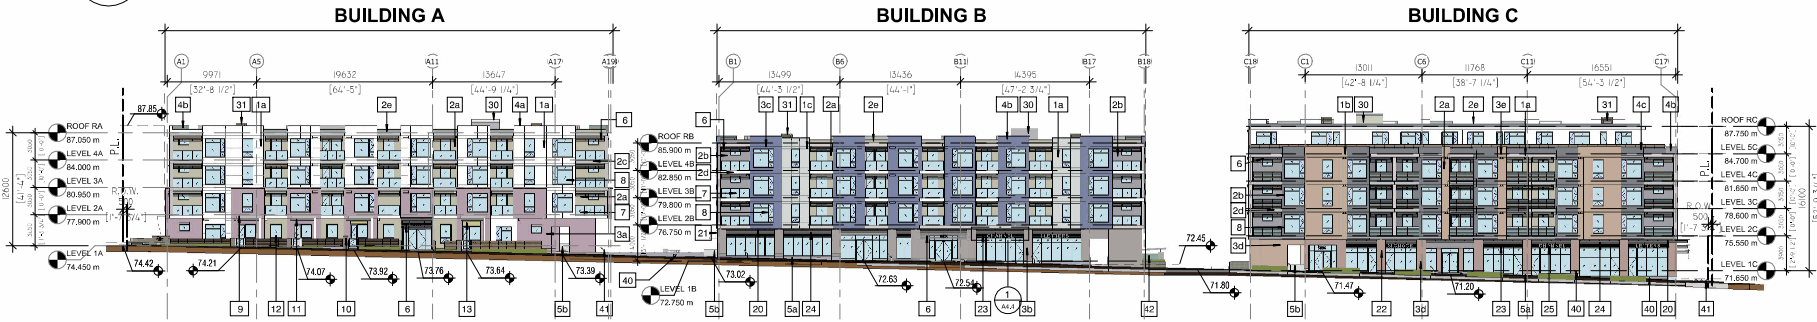 BUILDING A
BUILDING B
BUILDING C
A1 A5 A11 A17 A19
B1 B6 B11 B17 B18
C18 C1 C6 C11 C17
9971 19632 13647
[32'-8 1/2"] [64'-5"] [44'-9 1/4"]
13499 13436 14395
[44'-3 1/2"] [44'-1"] [47'-2 3/4"]
13011 11768 16551
[42'-8 1/4"] [38'-7 1/4"] [54'-3 1/2"]
4b 31 1a 2e 2a 30 4a 1a
3c 31 1c 2a 2e 4b 30 1a 2b
1b 30 2a 2e 3e 1a 31 4c 4b
87.85
P.L.
R.O.W.
ROOF RA
87.050 m
LEVEL 4A
84.000 m
LEVEL 3A
80.950 m
LEVEL 2A
77.900 m
LEVEL 1A
74.450 m
12600
[41'-4"]
6
2c
8
2a
7
3a
ROOF RB
85.900 m
LEVEL 4B
82.850 m
LEVEL 3B
79.800 m
LEVEL 2B
76.750 m
LEVEL 1B
72.750 m
6
2b
2d
7
8
21
6
2b
2d
8
3d
ROOF RC
87.750 m
LEVEL 5C
84.700 m
LEVEL 4C
81.650 m
LEVEL 3C
78.600 m
LEVEL 2C
75.550 m
LEVEL 1C
71.650 m
P.L.
R.O.W.
500
16100
74.42 74.21 74.07 73.92 73.76 73.64 73.39
73.02 72.63 72.54 72.45 71.80
71.47 71.20
9 12 11 10 6 13 5b 41
40
5b 20 5a 24 6 23
1
A4.4
3b 42
5b 22 3d 23 5a 25 40 24 40 20 41